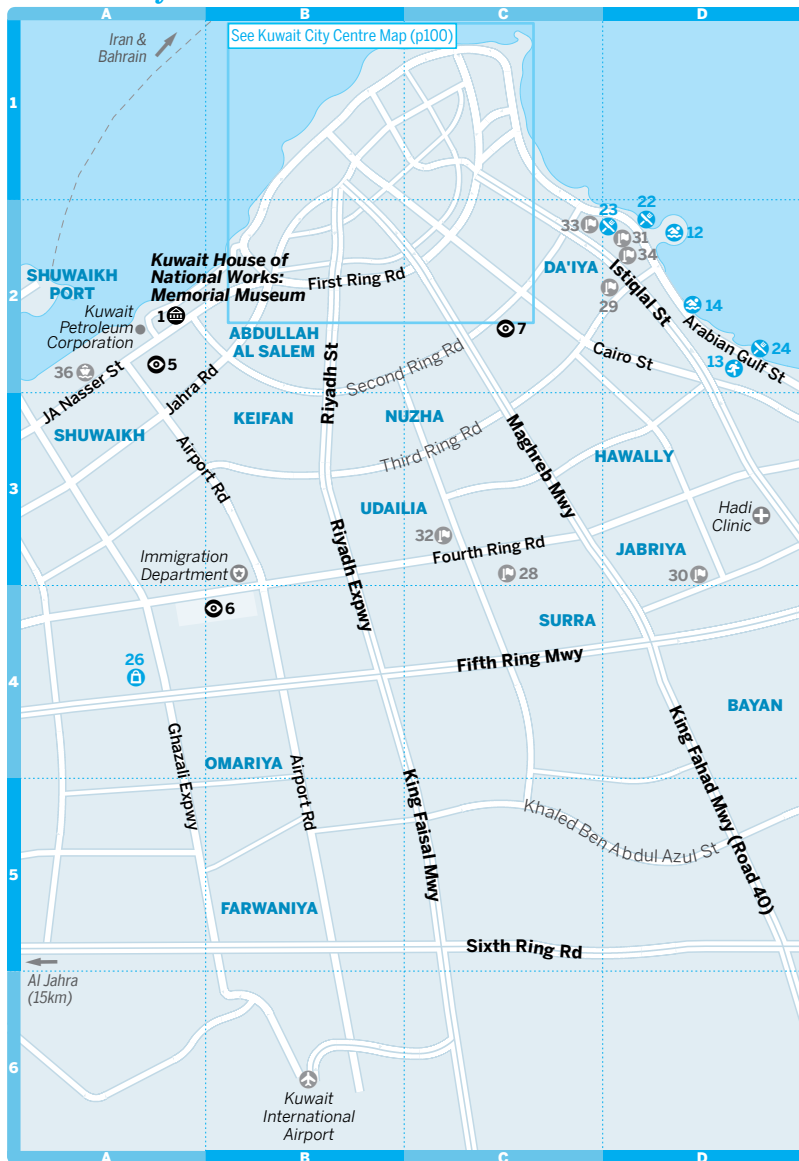 A
B
C
D
Iran &
Bahrain
See Kuwait City Centre Map (p100)
1
22
23
33
12
31
34
Kuwait House of
National Works:
Memorial Museum
DA'IYA
SHUWAIKH
PORT
First Ring Rd
Istiqlal St
2
29
Kuwait
Petroleum
Corporation
1
14
7
ABDULLAH
AL SALEM
Riyadh St
Arabian Gulf St
24
Cairo St
13
5
36
Second Ring Rd
JA Nasser St
Jahra Rd
KEIFAN
NUZHA
SHUWAIKH
Airport Rd
Third Ring Rd
Maghreb Mwy
HAWALLY
3
UDAILIA
Hadi
Clinic
32
Riyadh Expwy
Fourth Ring Rd
JABRIYA
Immigration
Department
28
30
6
SURRA
26
Fifth Ring Mwy
4
BAYAN
Ghazali Expwy
OMARIYA
Airport Rd
King Faisal Mwy
King Fahad Mwy (Road 40)
Khaled Ben Abdul Azul St
5
FARWANIYA
Sixth Ring Rd
Al Jahra
(15km)
6
Kuwait
International
Airport
A
B
C
D